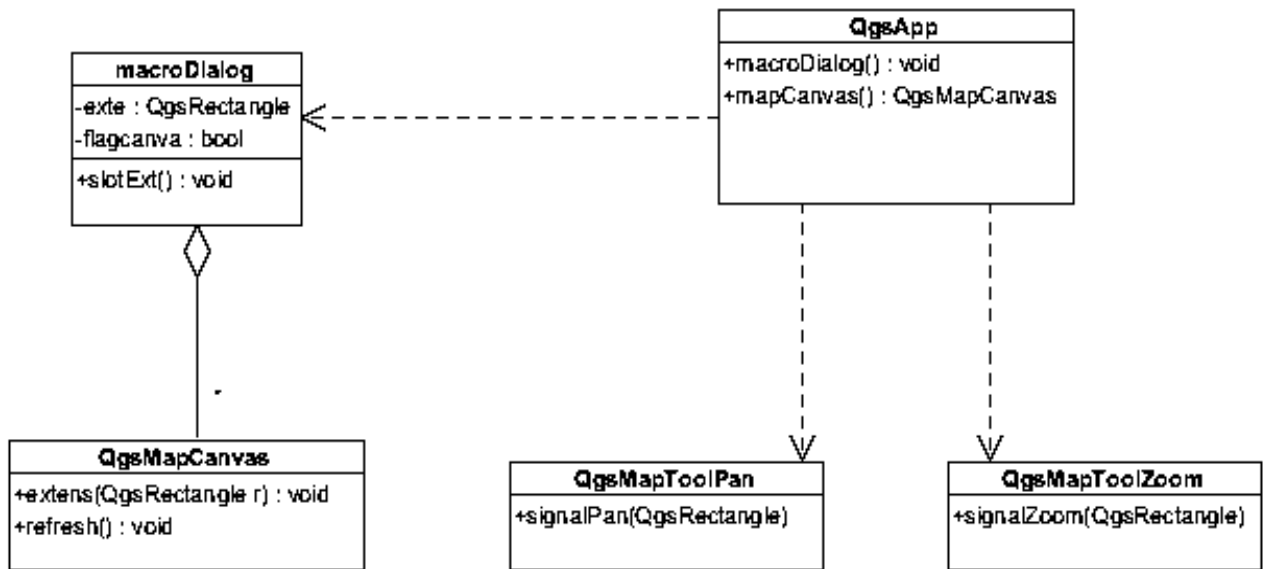 macroDialog
-exte : QgsRectangle
-flagcanva : bool
+slotExt() : void
QgsApp
+macroDialog() : void
+mapCanvas() : QgsMapCanvas
QgsMapCanvas
+extens(QgsRectangle r) : void
+refresh() : void
QgsMapToolPan
+signalPan(QgsRectangle)
QgsMapToolZoom
+signalZoom(QgsRectangle)